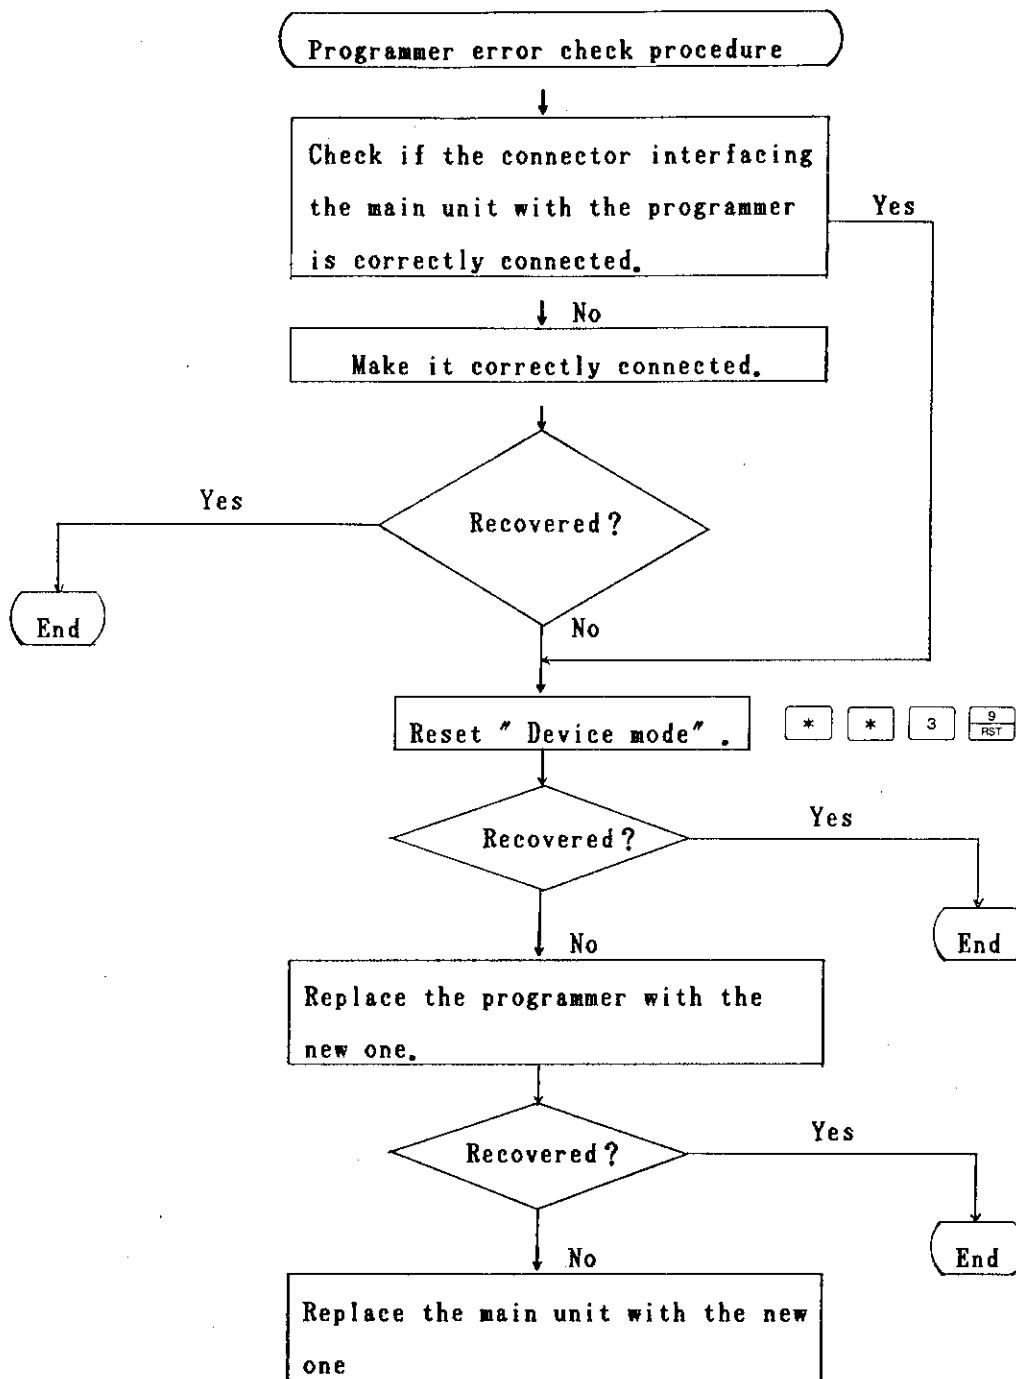 Programmer error check procedure
Check if the connector interfacing
the main unit with the programmer
is correctly connected.
Yes
No
Make it correctly connected.
Recovered?
Yes
End
No
Reset " Device mode" .
* * 3 9
RST
Recovered?
Yes
End
No
Replace the programmer with the
new one.
Recovered?
Yes
End
No
Replace the main unit with the new
one